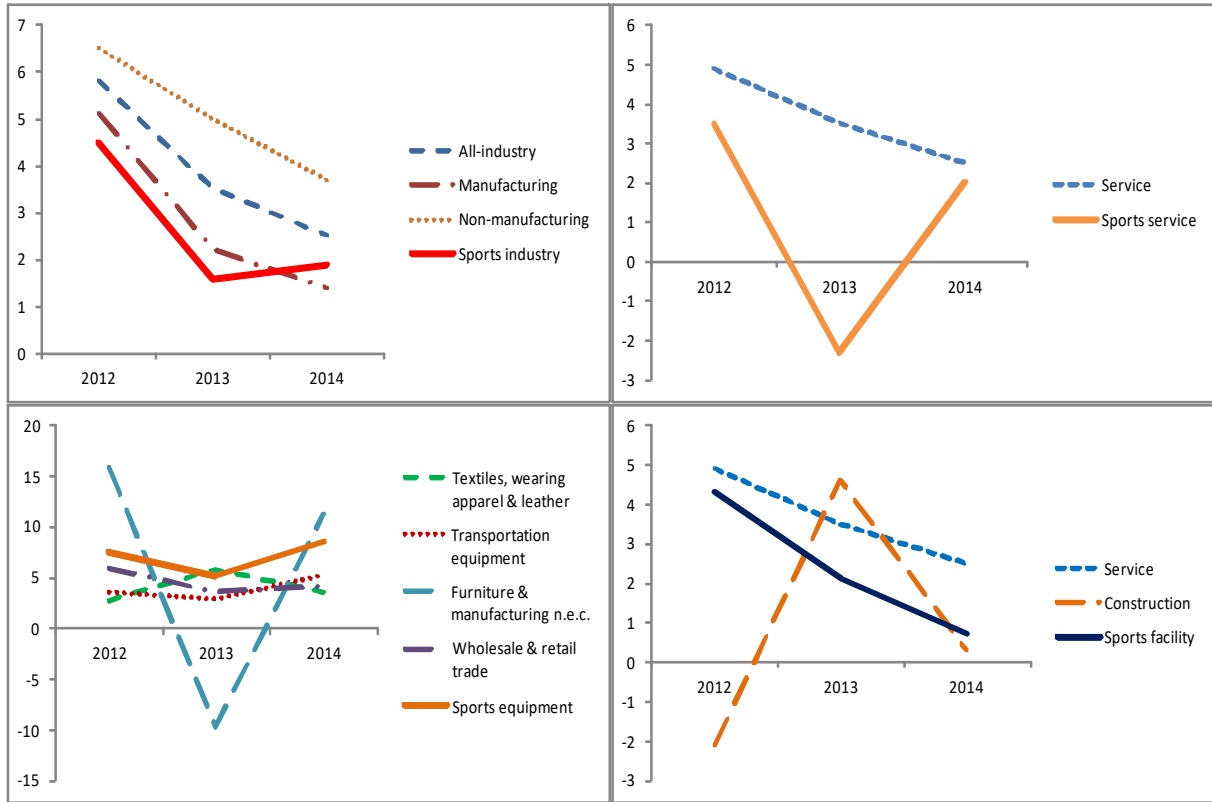 7
6
5
4
3
2
1
0
2012
2013
2014
All-industry
Manufacturing
Non-manufacturing
Sports industry
6
5
4
3
2
1
0
-1
-2
-3
2012
2013
2014
Service
Sports service
20
15
10
5
0
-5
-10
-15
2012
2013
2014
Textiles, wearing
apparel & leather
Transportation
equipment
Furniture &
manufacturing n.e.c.
Wholesale & retail
trade
Sports equipment
6
5
4
3
2
1
0
-1
-2
-3
2012
2013
2014
Service
Construction
Sports facility